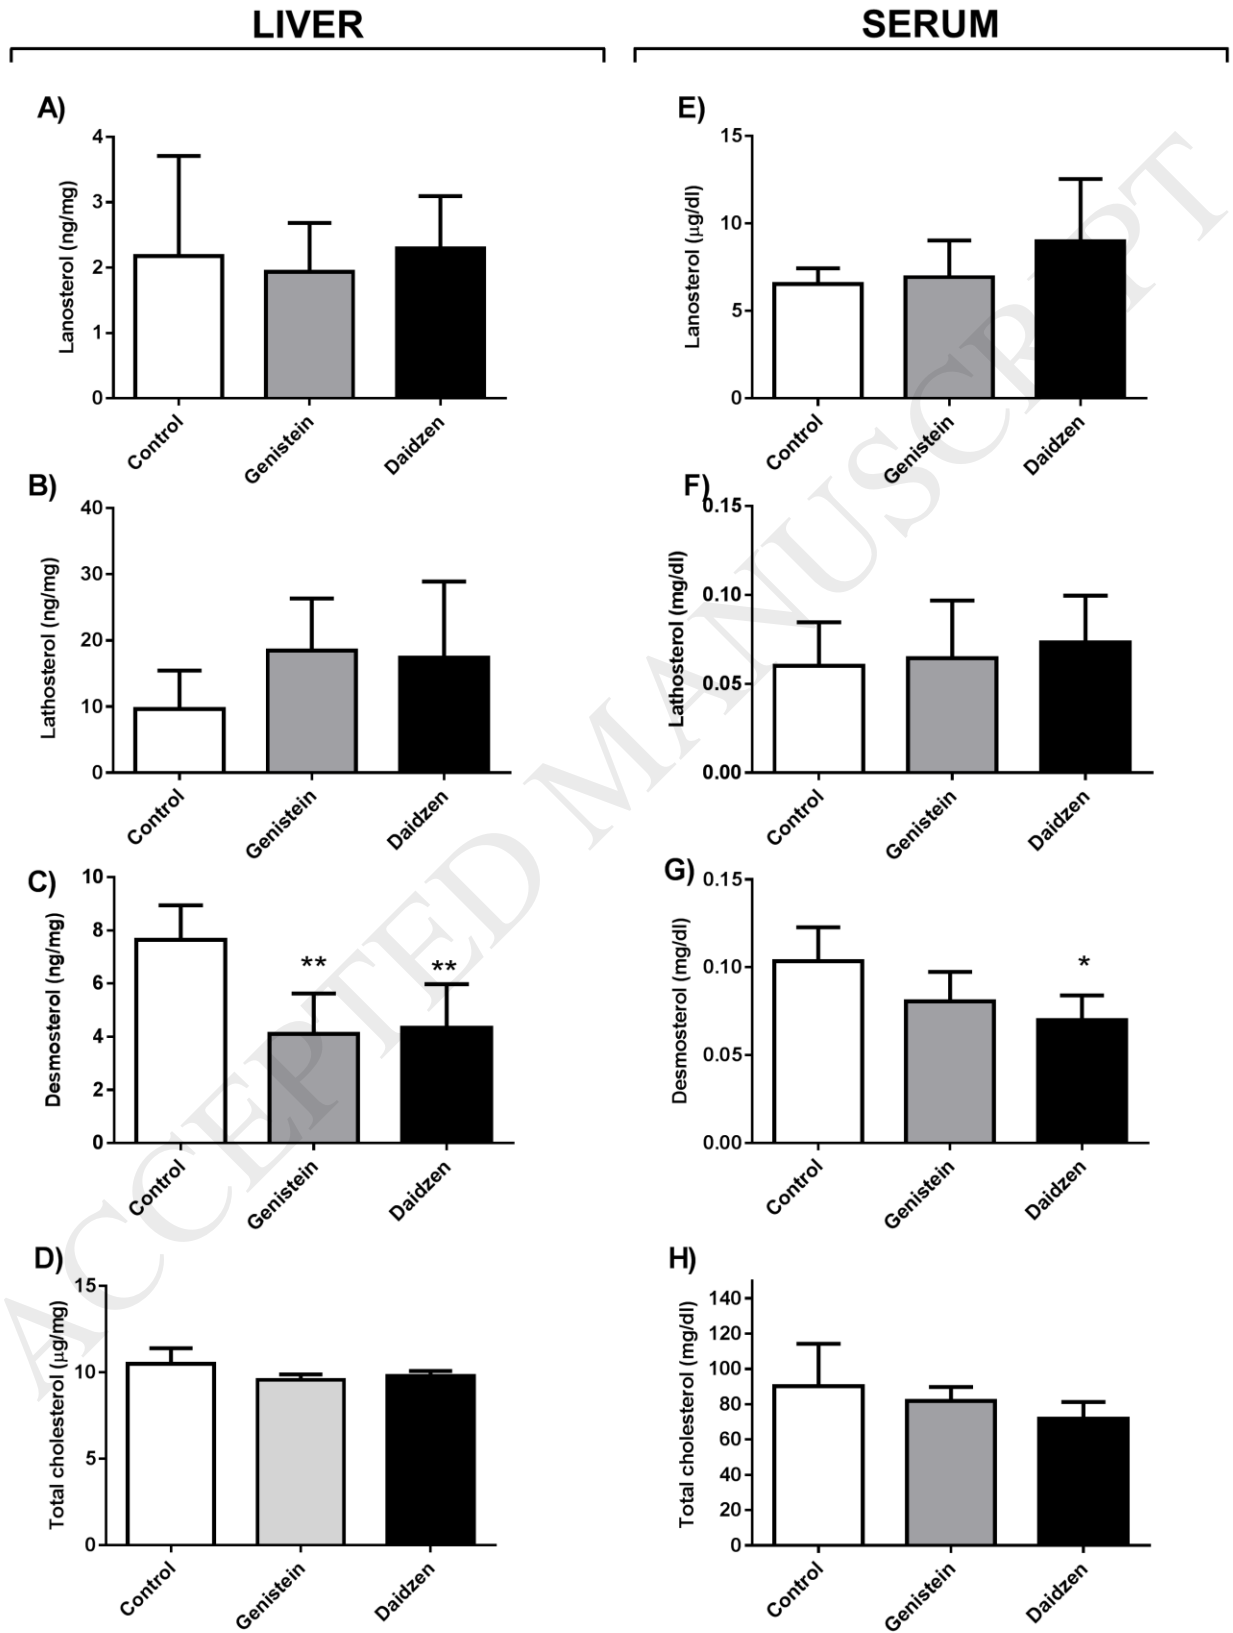 LIVER
SERUM
A)
Lanosterol (ng/mg)
4
3
2
1
0
Control
Genistein
Daidzen
E)
Lanosterol (µg/dl)
15
10
5
0
Control
Genistein
Daidzen
B)
Lathosterol (ng/mg)
40
30
20
10
0
Control
Genistein
Daidzen
F)
Lathosterol (mg/dl)
0.15
0.10
0.05
0.00
Control
Genistein
Daidzen
C)
Desmosterol (ng/mg)
10
8
6
4
2
0
**
**
Control
Genistein
Daidzen
G)
Desmosterol (mg/dl)
0.15
0.10
0.05
0.00
*
Control
Genistein
Daidzen
D)
Total cholesterol (µg/mg)
15
10
5
0
Control
Genistein
Daidzen
H)
Total cholesterol (mg/dl)
140
120
100
80
60
40
20
0
Control
Genistein
Daidzen
ACCEPTED MANUSCRIPT